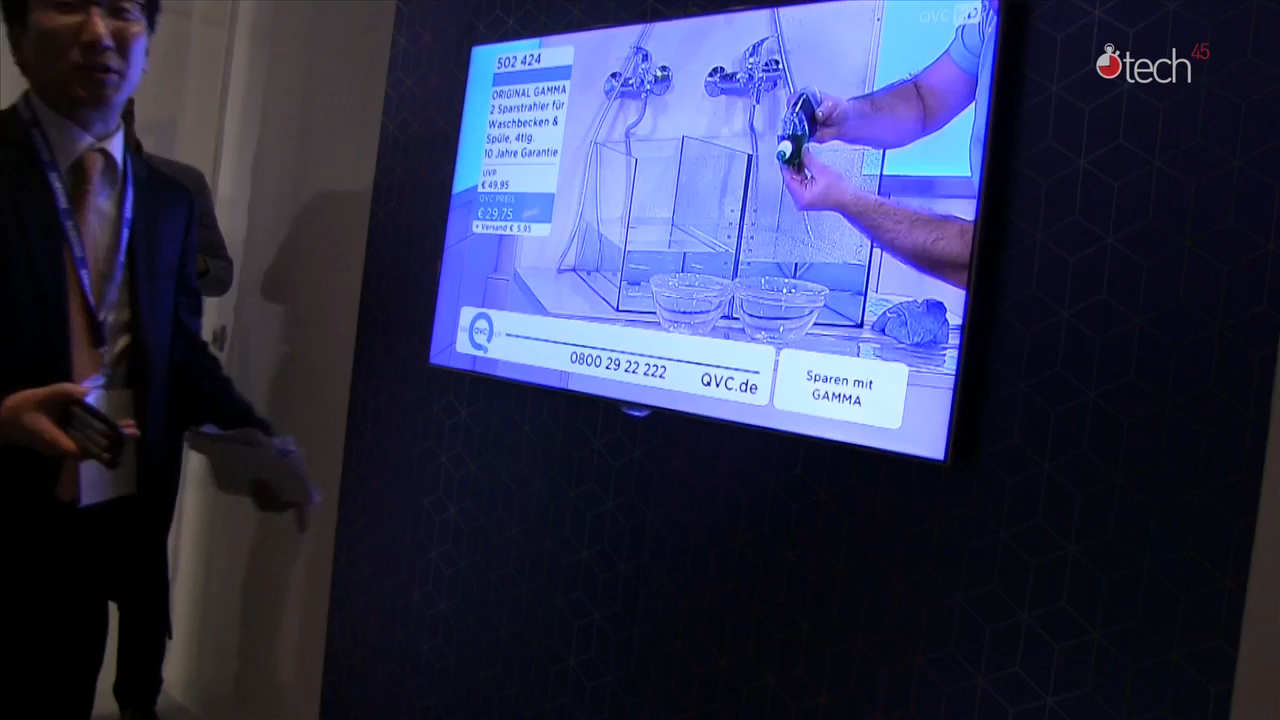 QVC
tech45
502 424
ORIGINAL GAMMA
2 Sparstrahler für
Waschbecken &
Spüle, 4tlg.
10 Jahre Garantie
UVP
€ 49,95
QVC PREIS
€ 29,75
+ Versand € 5,95
QVC
0800 29 22 222
QVC.de
Sparen mit
GAMMA